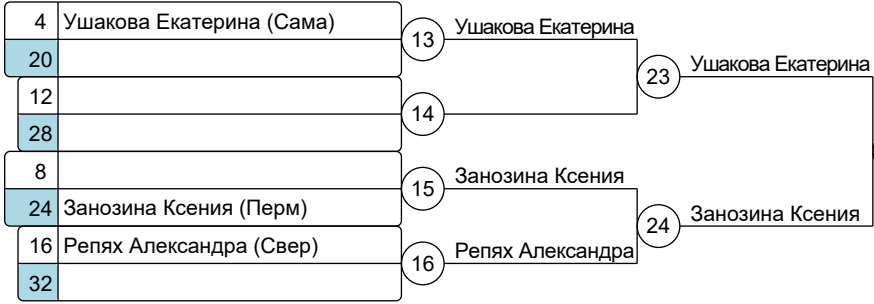 4 Ушакова Екатерина (Сама)
20
13 Ушакова Екатерина
12
28
14
23 Ушакова Екатерина
8
24 Занозина Ксения (Перм)
15 Занозина Ксения
16 Репях Александра (Свер)
32
16 Репях Александра
24 Занозина Ксения